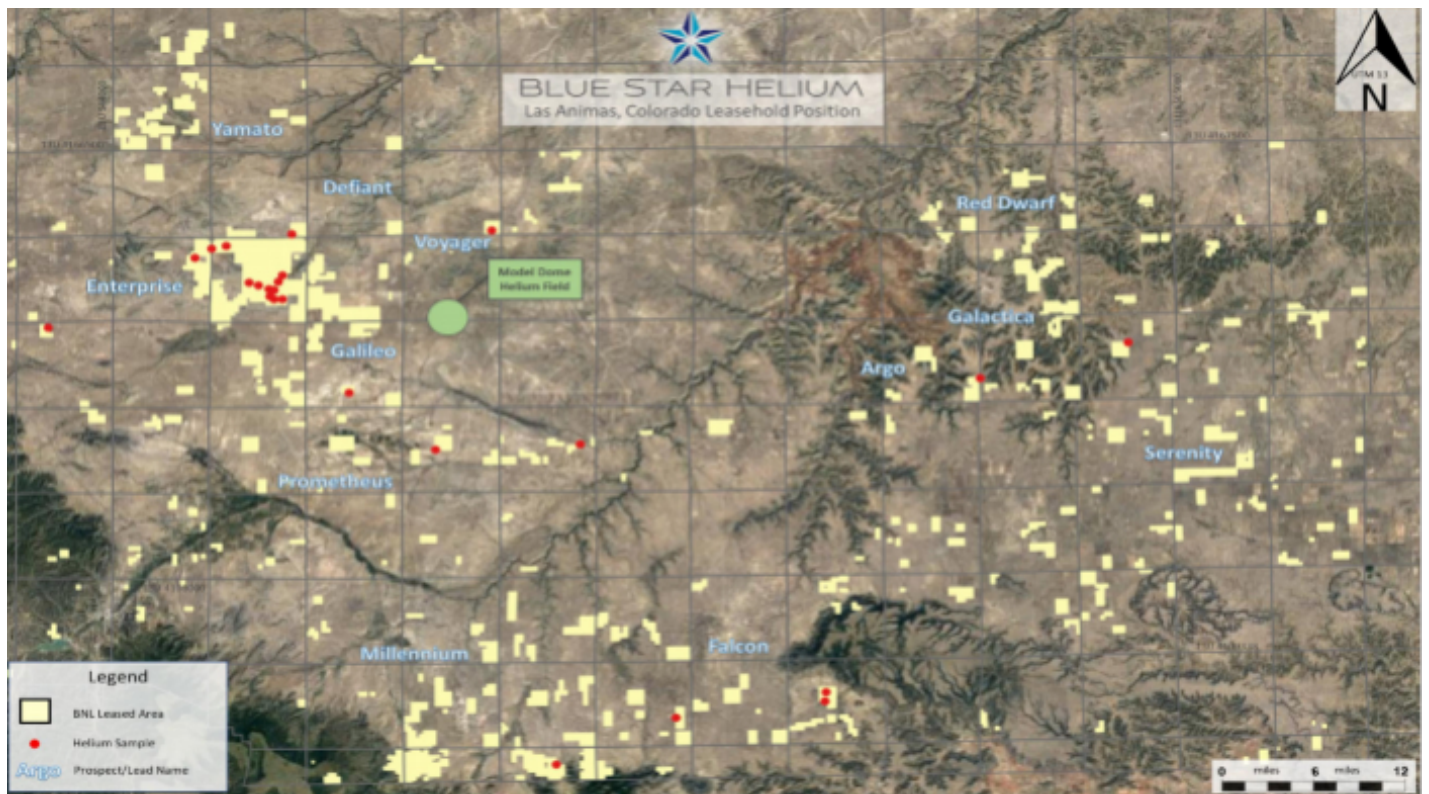 BLUE STAR HELIUM
Las Animas, Colorado Leasehold Position
UTM 13
N
Yamato
Defiant
Red Dwarf
Voyager
Model Dome
Helium Field
Enterprise
Galactica
Galileo
Argo
Serenity
Prometheus
Millennium
Falcon
Legend
BNL Leased Area
Helium Sample
Argo
Prospect/Lead Name
0 miles 6 miles 12